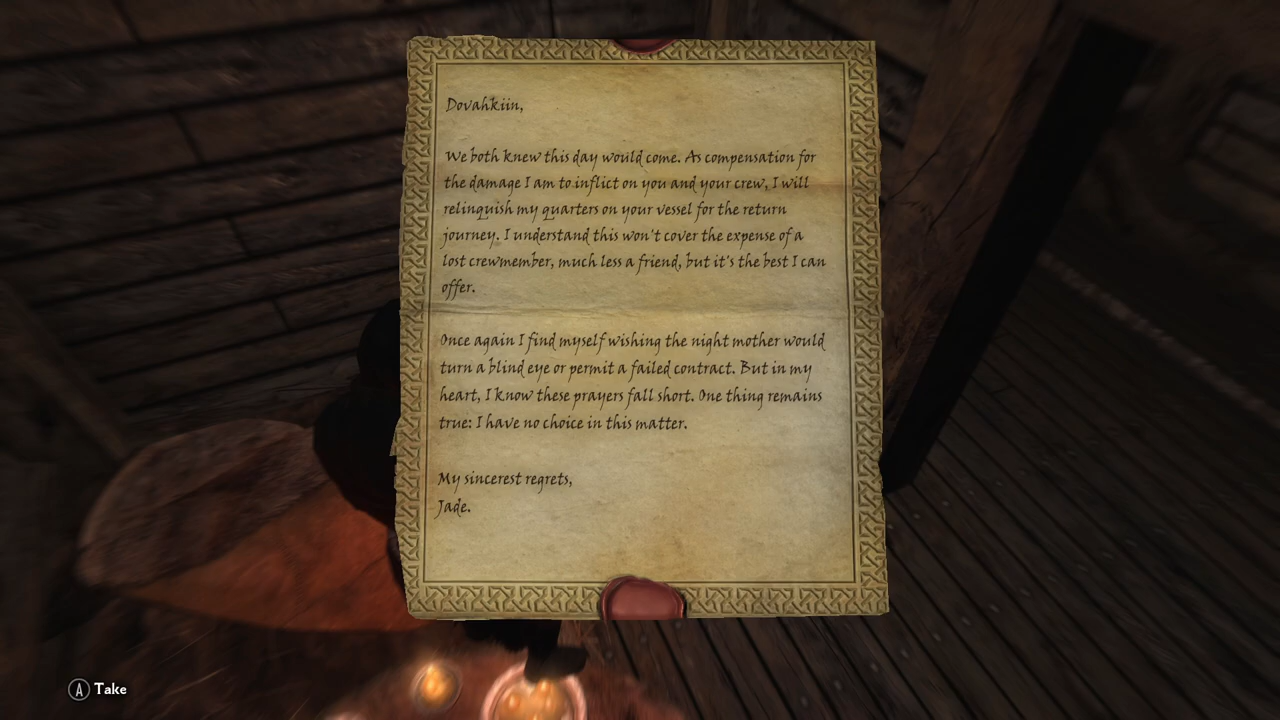 Dovahkiin,
We both knew this day would come. As compensation for
the damage I am to inflict on you and your crew, I will
relinquish my quarters on your vessel for the return
journey. I understand this won't cover the expense of a
lost crewmember, much less a friend, but it's the best I can
offer.
Once again I find myself wishing the night mother would
turn a blind eye or permit a failed contract. But in my
heart, I know these prayers fall short. One thing remains
true: I have no choice in this matter.
My sincerest regrets,
Jade.
A Take